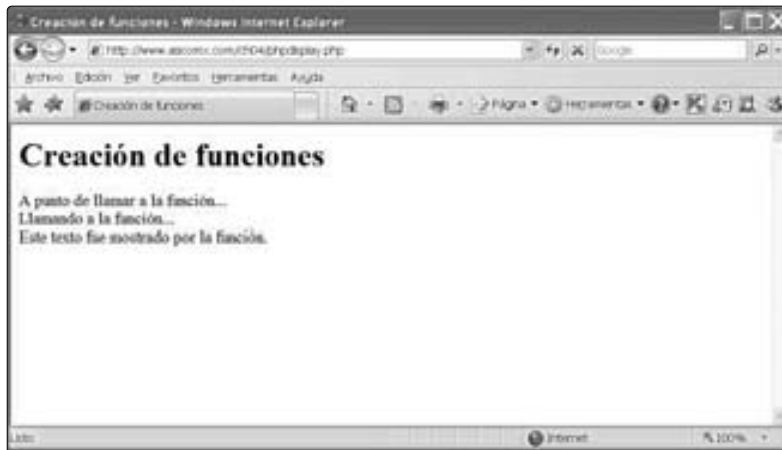 Creación de funciones - Windows Internet Explorer
Google
Archivo Edición Ver Favoritos Herramientas Ayuda
Creación de funciones Página Herramientas
Creación de funciones
A punto de llamar a la función...
Llamando a la función...
Este texto fue mostrado por la función.
Listo Internet 100%